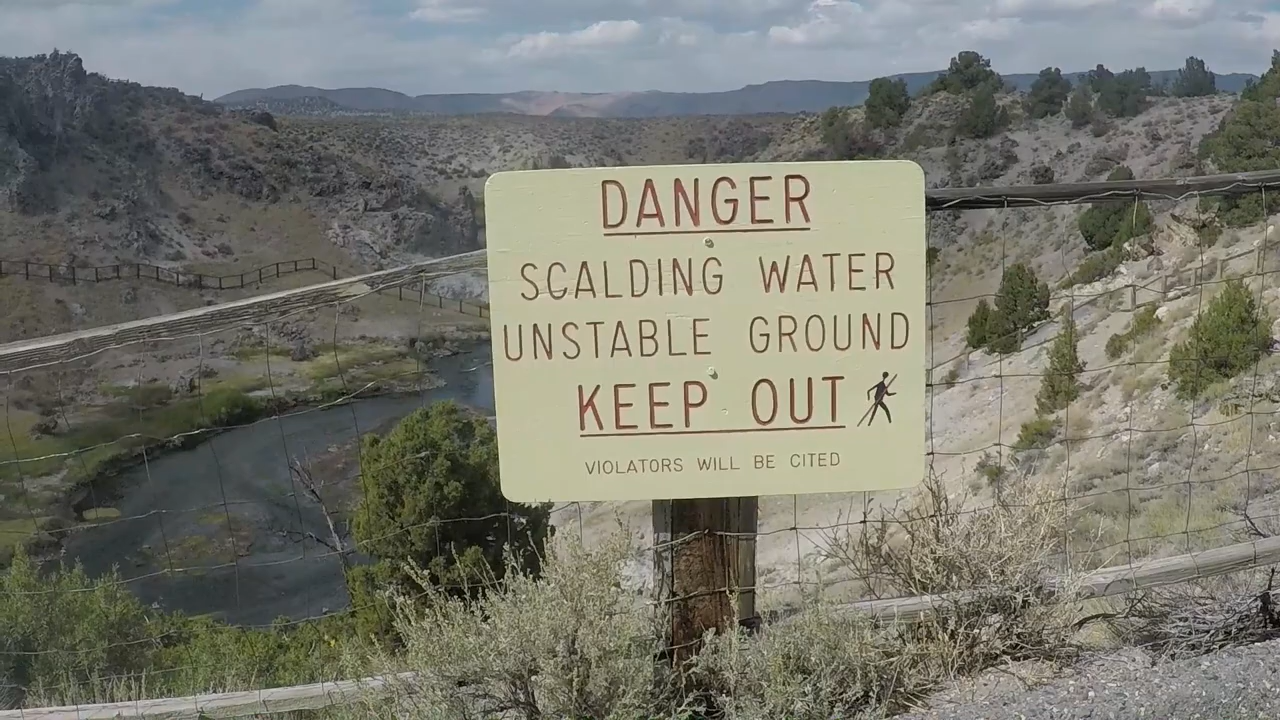 DANGER
SCALDING WATER
UNSTABLE GROUND
KEEP OUT
VIOLATORS WILL BE CITED